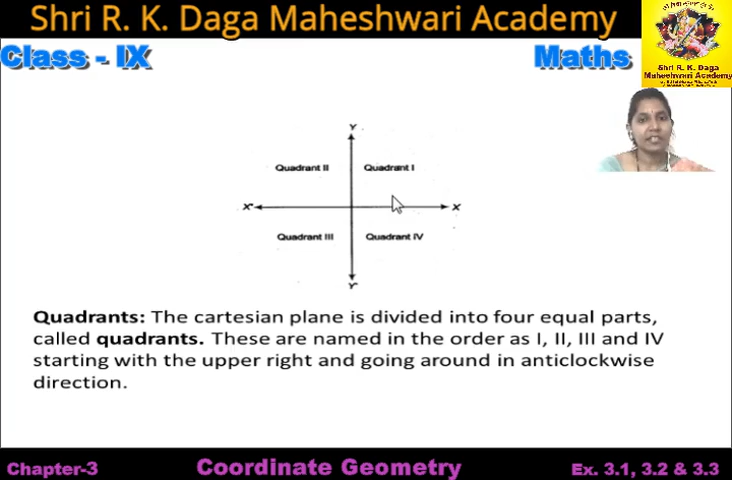 Shri R. K. Daga Maheshwari Academy
Class - IX
Maths
Shri R. K. Daga
Maheshwari Academy
Y
Quadrant II
Quadrant I
X'
X
Quadrant III
Quadrant IV
Y'
Quadrants: The cartesian plane is divided into four equal parts,
called quadrants. These are named in the order as I, II, III and IV
starting with the upper right and going around in anticlockwise
direction.
Chapter-3
Coordinate Geometry
Ex. 3.1, 3.2 & 3.3